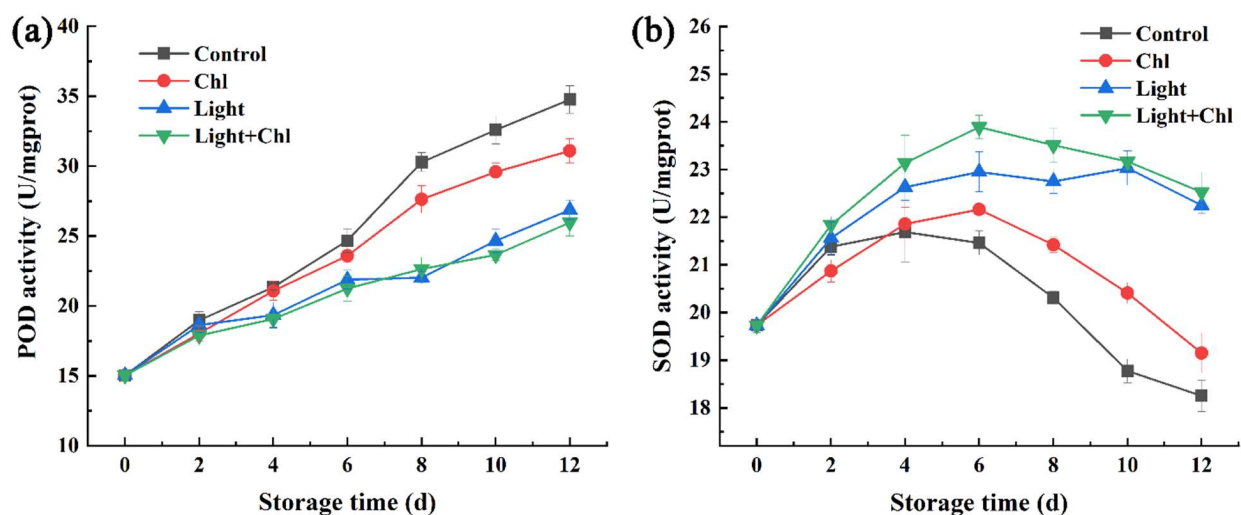 (a)
POD activity (U/mgprot)
40
35
30
25
20
15
10
Control
Chl
Light
Light+Chl
0 2 4 6 8 10 12
Storage time (d)
(b)
SOD activity (U/mgprot)
26
25
24
23
22
21
20
19
18
Control
Chl
Light
Light+Chl
0 2 4 6 8 10 12
Storage time (d)